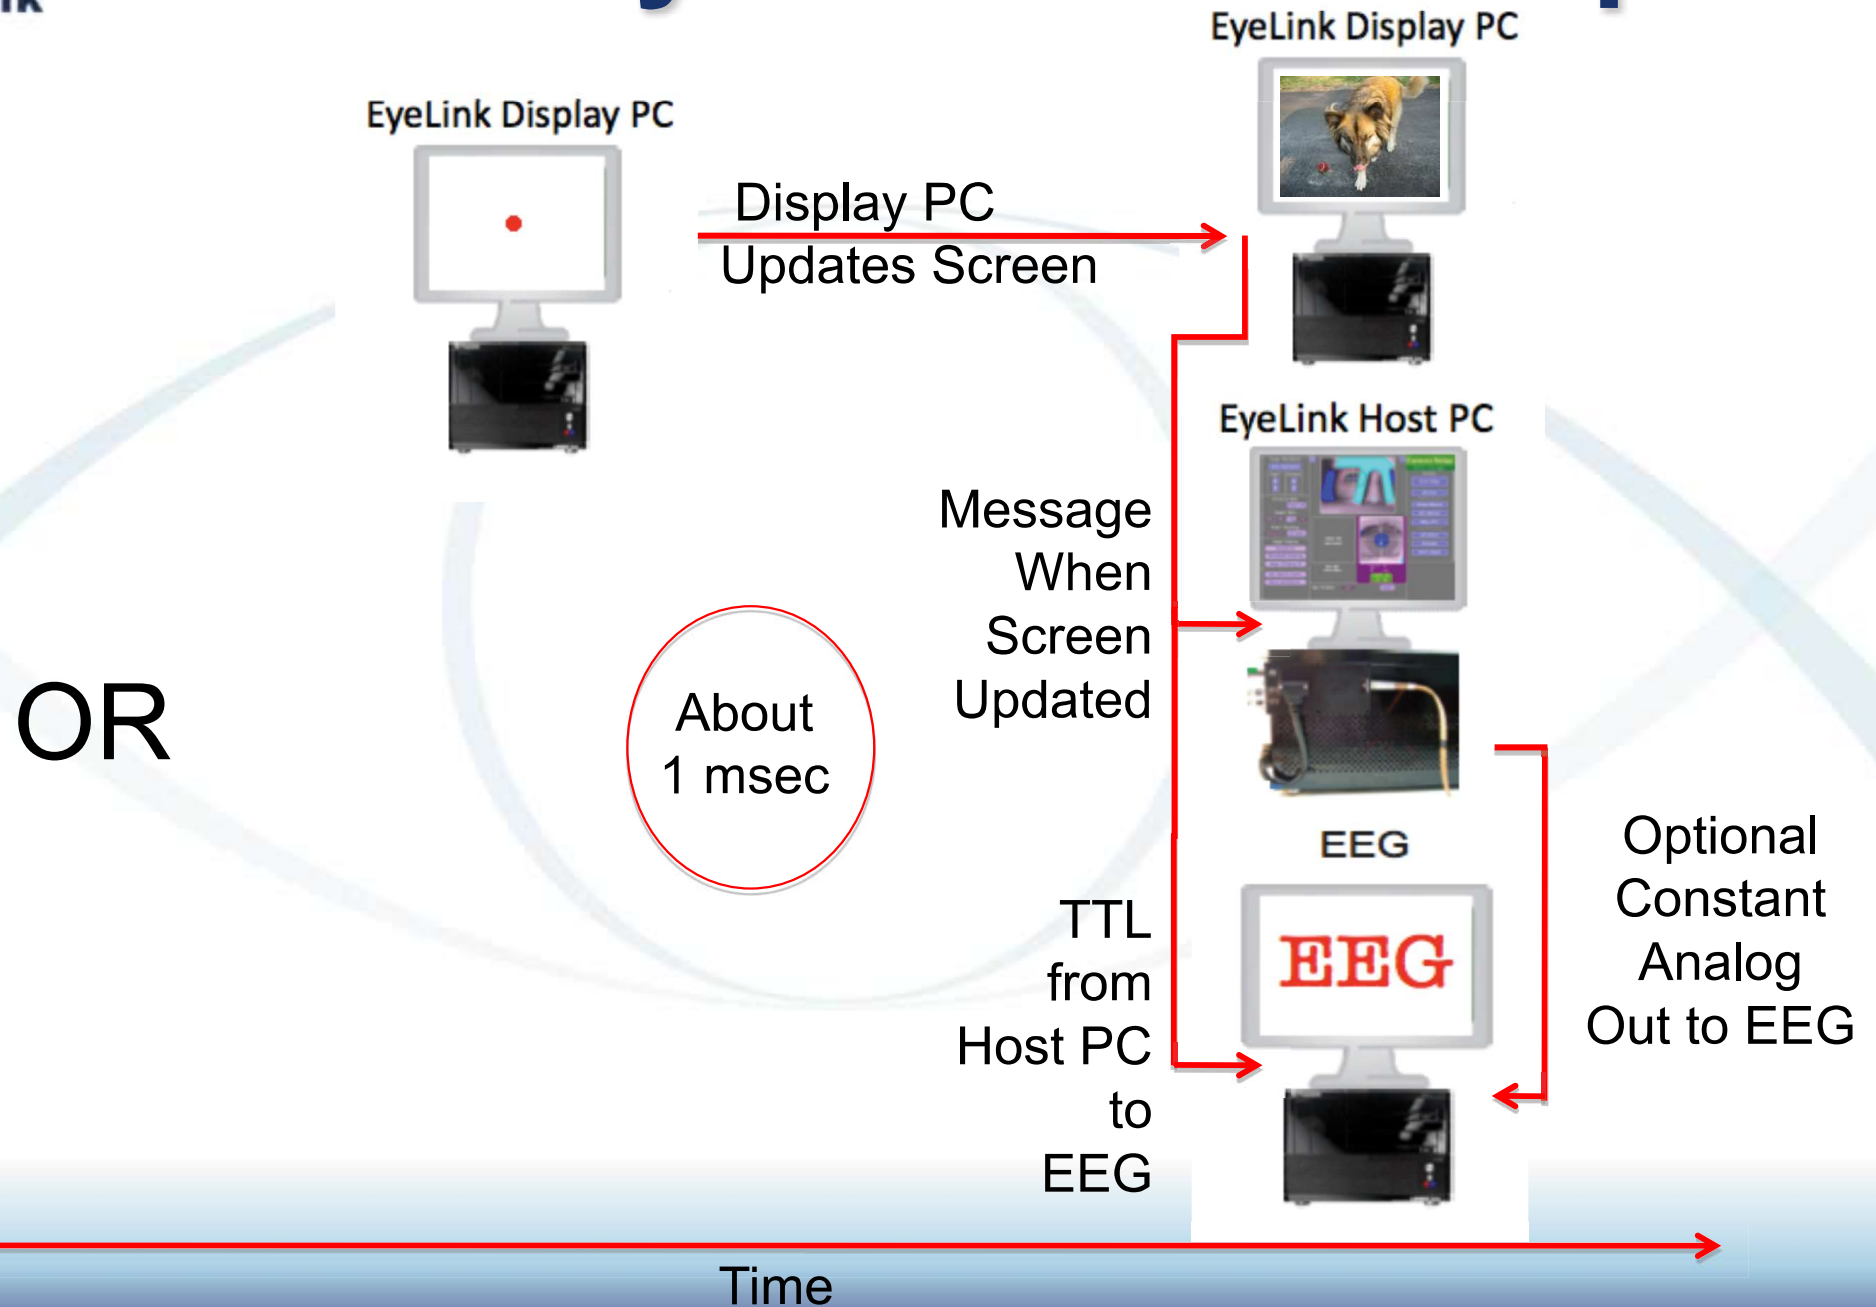 EyeLink Display PC
EyeLink Display PC
Display PC
Updates Screen
EyeLink Host PC
Message
When
Screen
Updated
OR
About
1 msec
EEG
EEG
TTL
from
Host PC
to
EEG
Optional
Constant
Analog
Out to EEG
Time